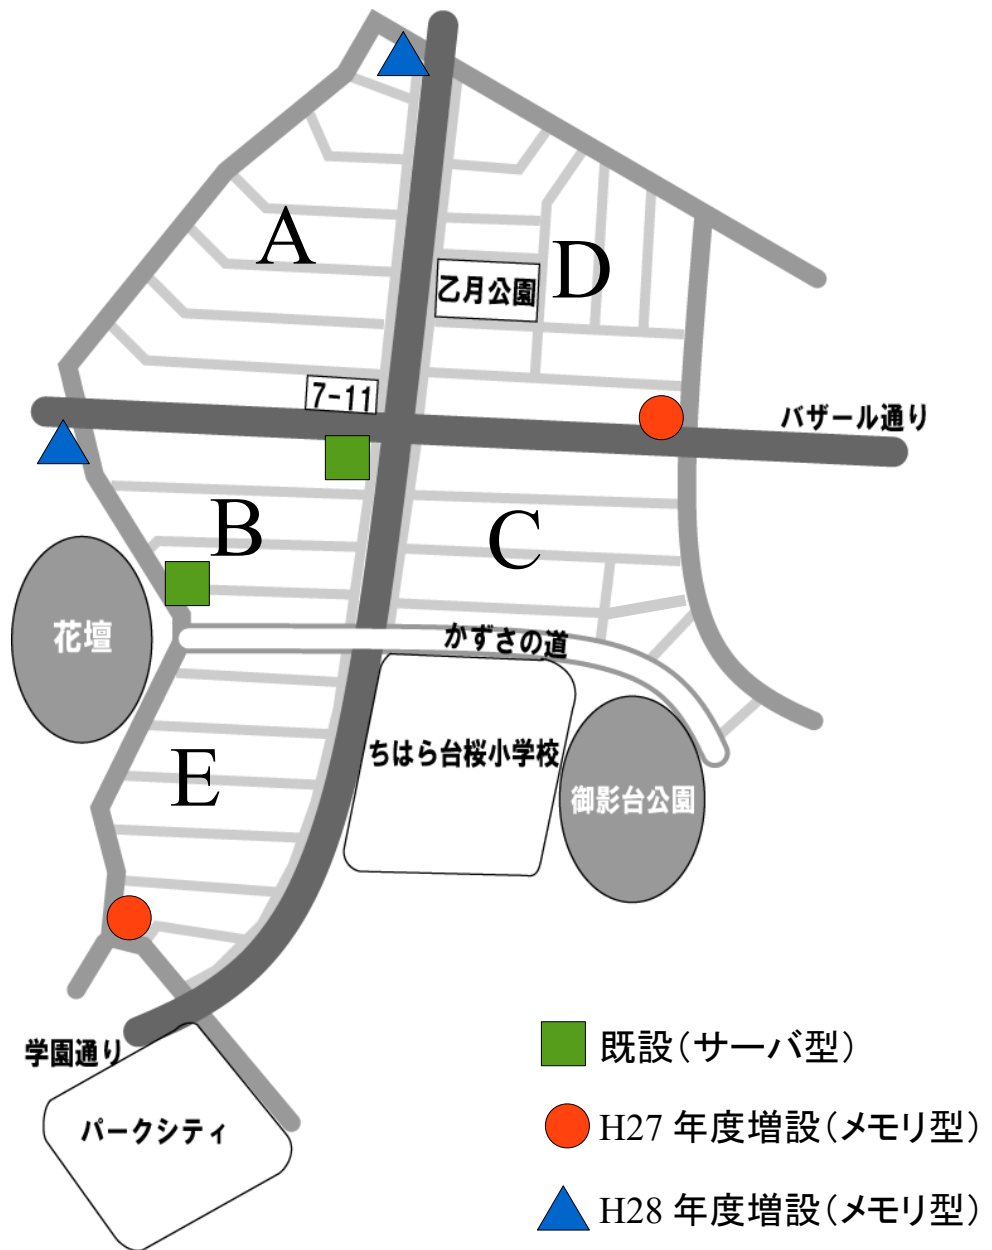 A
D
乙月公園
7-11
バザール通り
B
C
花壇
かずさの道
E
ちはら台桜小学校
御影台公園
学園通り
パークシティ
既設(サーバ型)
H27 年度増設(メモリ型)
H28 年度増設(メモリ型)